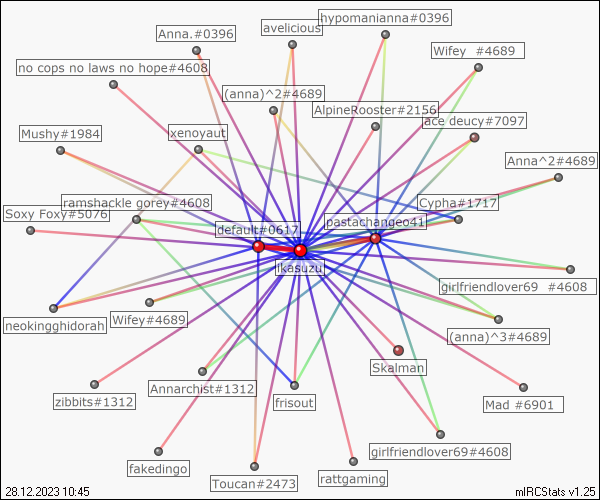 hypomanianna#0396
Anna.#0396
avelicious
Wifey  #4689
no cops no laws no hope#4608
(anna)^2#4689
AlpineRooster#2156
ace deucy#7097
Mushy#1984
xenoyaut
Anna^2#4689
ramshackle gorey#4608
Cypha#1717
Soxy Foxy#5076
default#0617
pastachangeo41
ikasuzu
girlfriendlover69  #4608
neokingghidorah
Wifey#4689
(anna)^3#4689
Skalman
Annarchist#1312
zibbits#1312
frisout
Mad #6901
girlfriendlover69#4608
fakedingo
Toucan#2473
rattgaming
28.12.2023 10:45
mIRCStats v1.25